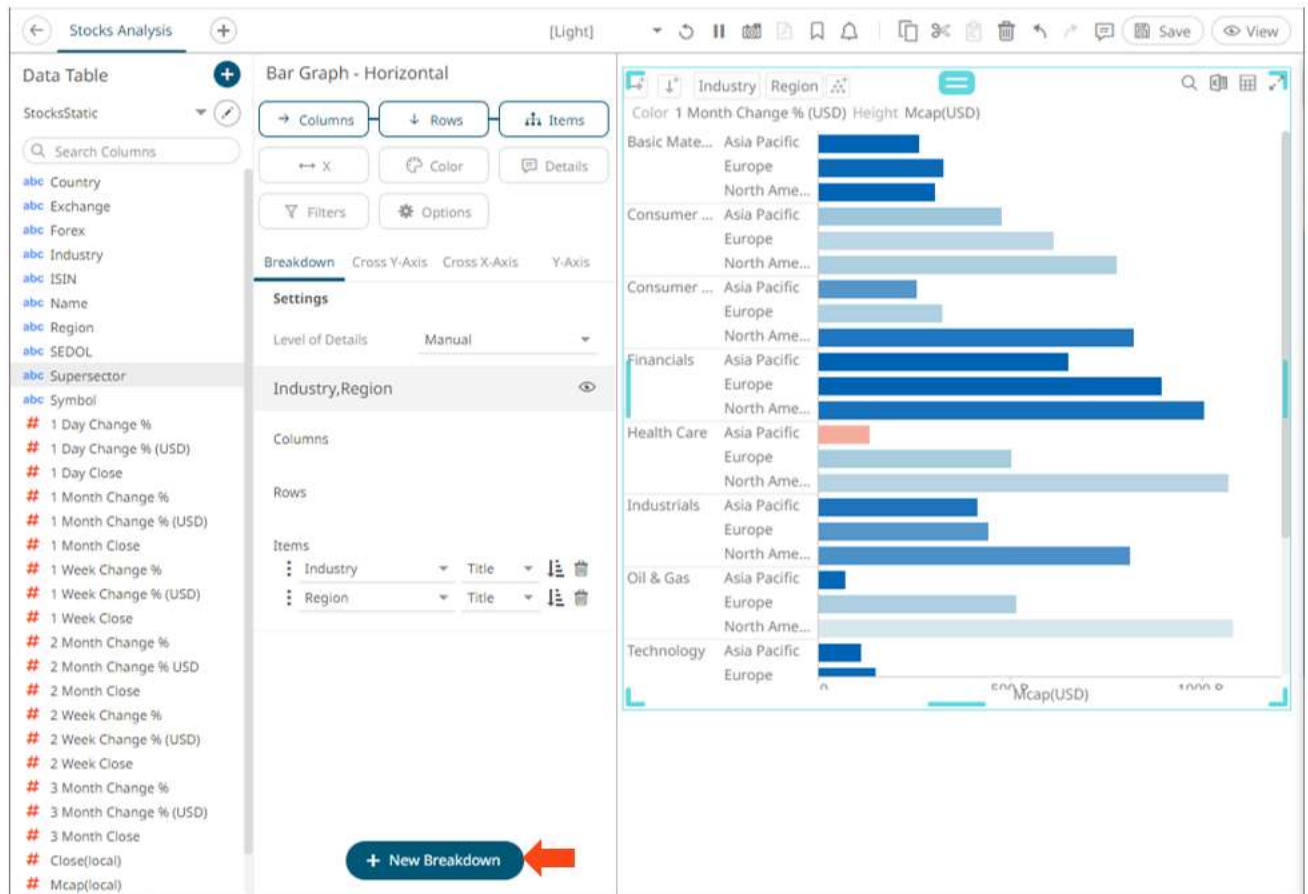 Stocks Analysis
[Light]
Save
View
Data Table
StocksStatic
Search Columns
abc Country
abc Exchange
abc Forex
abc Industry
abc ISIN
abc Name
abc Region
abc SEDOL
abc Supersector
abc Symbol
# 1 Day Change %
# 1 Day Change % (USD)
# 1 Day Close
# 1 Month Change %
# 1 Month Change % (USD)
# 1 Month Close
# 1 Week Change %
# 1 Week Change % (USD)
# 1 Week Close
# 2 Month Change %
# 2 Month Change % USD
# 2 Month Close
# 2 Week Change %
# 2 Week Change % (USD)
# 2 Week Close
# 3 Month Change %
# 3 Month Change % (USD)
# 3 Month Close
# Close(local)
# Mcap(local)
Bar Graph - Horizontal
Columns Rows Items
X Color Details
Filters Options
Breakdown Cross Y-Axis Cross X-Axis Y-Axis
Settings
Level of Details Manual
Industry,Region
Columns
Rows
Items
Industry Title
Region Title
+ New Breakdown
Industry Region
Color 1 Month Change % (USD) Height Mcap(USD)
Basic Mate... Asia Pacific
Europe
North Ame...
Consumer ... Asia Pacific
Europe
North Ame...
Consumer ... Asia Pacific
Europe
North Ame...
Financials Asia Pacific
Europe
North Ame...
Health Care Asia Pacific
Europe
North Ame...
Industrials Asia Pacific
Europe
North Ame...
Oil & Gas Asia Pacific
Europe
North Ame...
Technology Asia Pacific
Europe
Mcap(USD)